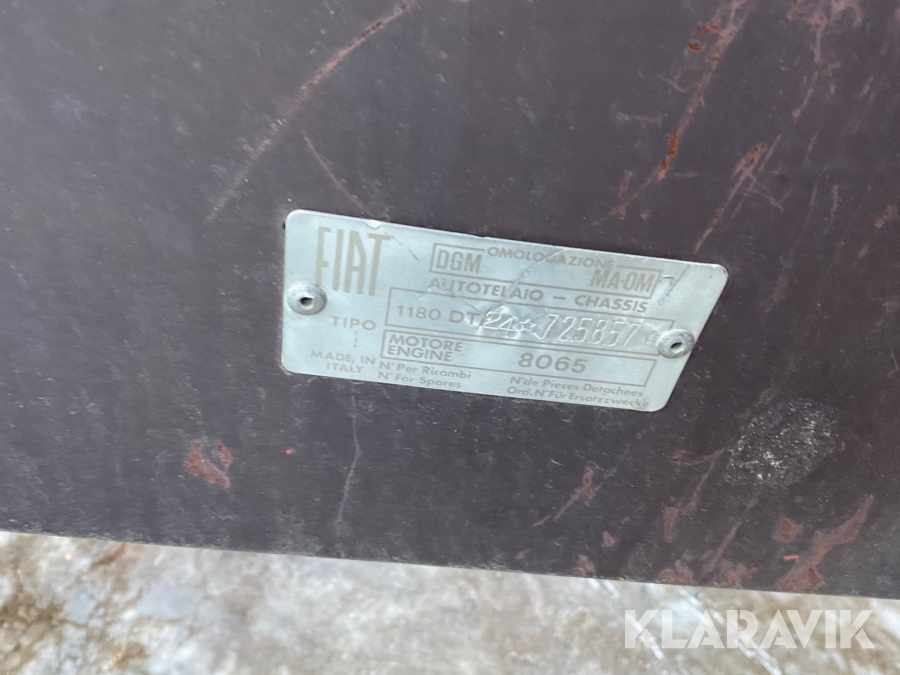 FIAT
DGM OMOLOGAZIONE MA-OM
AUTOTELAIO – CHASSIS
TIPO 1180 DT 24 * 725857 *
MOTORE
ENGINE 8065
MADE IN
ITALY
N° Per Ricambi N° de Pieces Detachees
N° For Spares Ord. N° Für Ersatzzwecke
KLARAVIK